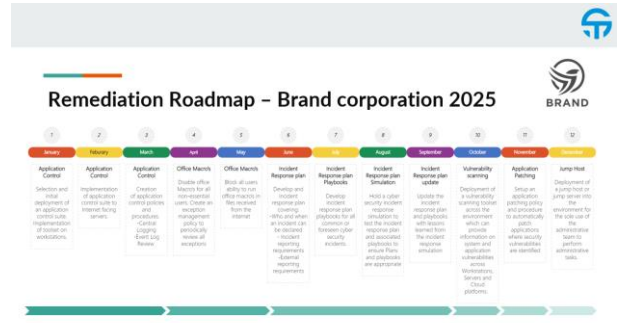 BRAND
Remediation Roadmap – Brand corporation 2025
1 2 3 4 5 6 7 8 9 10 11 12
January February March April May June July August September October November December
Application
Control
Selection and
initial
deployment of
an application
control suite.
Implementation
of toolset on
workstations.
Application
Control
Implementation
of application
control suite to
Internet-facing
servers.
Application
Control
Creation
of application
control policies
and
procedures
-Central
Logging
-Event Log
Review
Office Macro's
Disable office
Macro's for all
non-essential
users. Create an
exception
management
policy to
periodically
review all
exceptions
Office Macro's
Block all users
ability to run
office macro's in
files received
from the
internet
Incident
Response plan
Develop and
incident
response plan
covering:
-Who and when
an incident can
be declared
- Incident
reporting
requirements
-External
reporting
requirements
Incident
Response plan
Playbooks
Develop
incident
response plan
playbooks for all
common or
foreseen cyber
security
incidents.
Incident
Response plan
Simulation
Hold a cyber
security incident
response
simulation to
test the incident
response plan
and associated
playbooks to
ensure Plans
and playbooks
are appropriate
Incident
Response plan
update
Update the
incident
response plan
and playbooks
with lessons
learned from
the incident
response
simulation
Vulnerability
scanning
Deployment of
a vulnerability
scanning toolset
across the
environment
which can
provide
information on
system and
application
vulnerabilities
across
Workstations,
Servers and
Cloud
platforms.
Application
Patching
Setup an
application
patching policy
and procedure
to automatically
patch
applications
where security
vulnerabilities
are identified
Jump Host
Deployment of
a jump host or
jump server into
the
environment for
the sole use of
the
administrative
team to
perform
administrative
tasks.